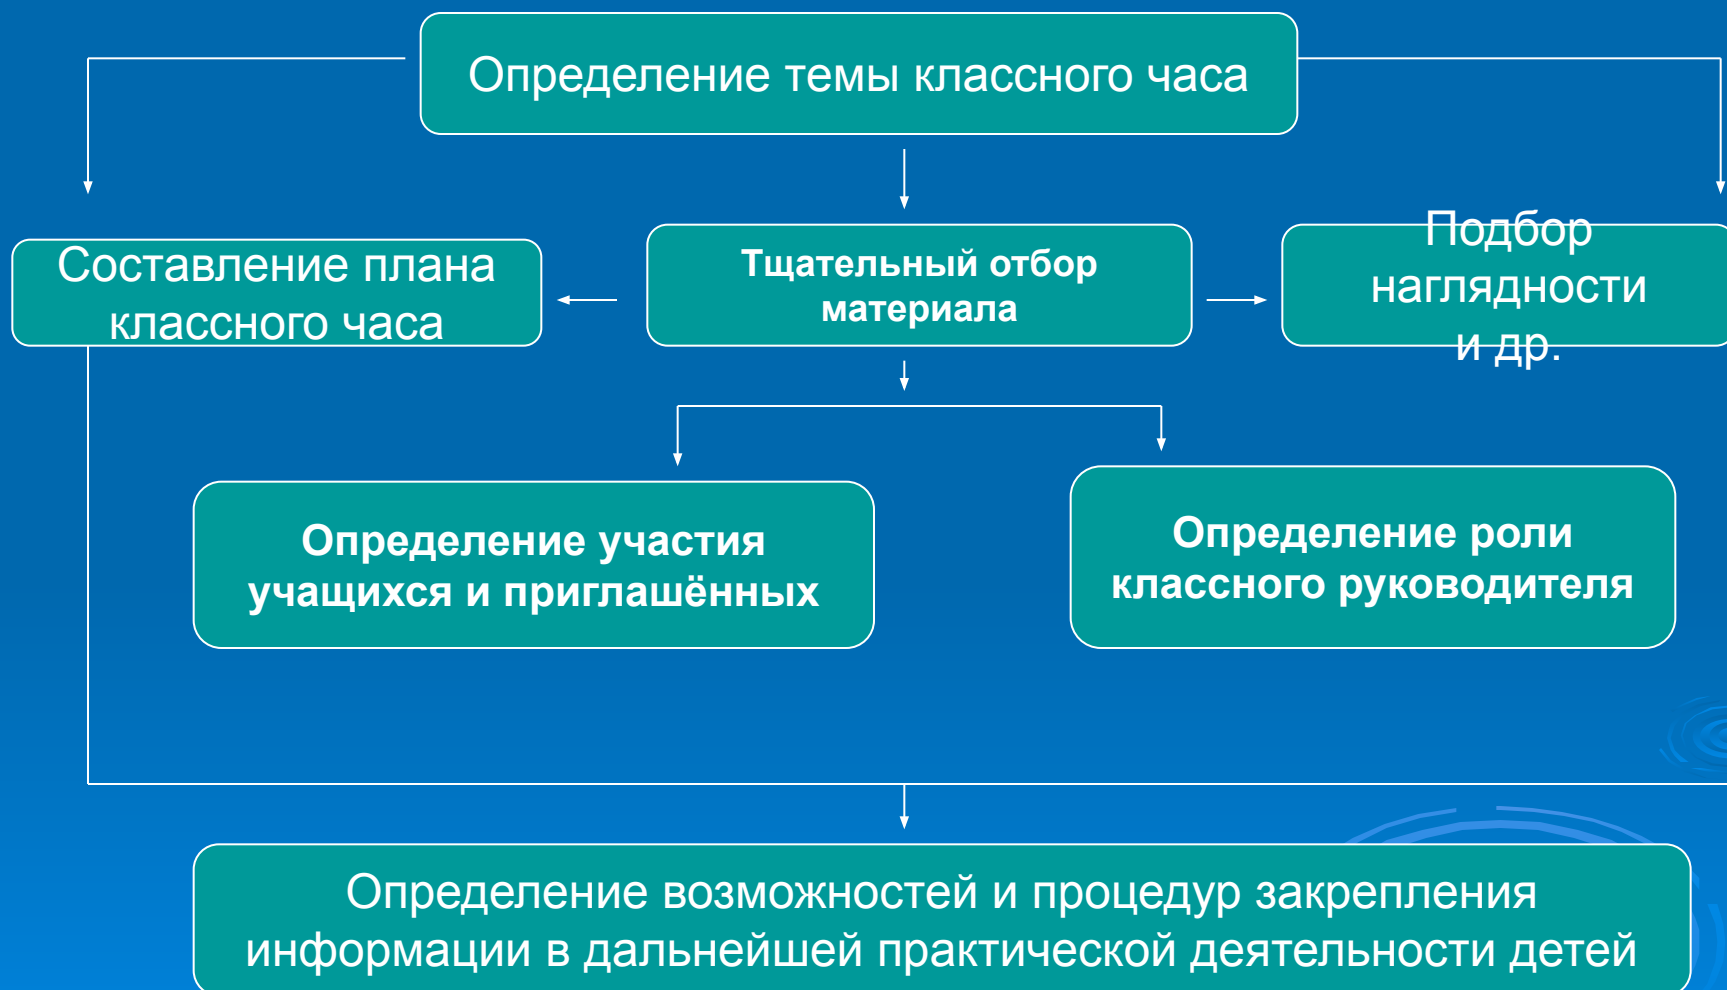 Определение темы классного часа
Составление плана
классного часа
Тщательный отбор
материала
Подбор
наглядности
и др.
Определение участия
учащихся и приглашённых
Определение роли
классного руководителя
Определение возможностей и процедур закрепления
информации в дальнейшей практической деятельности детей